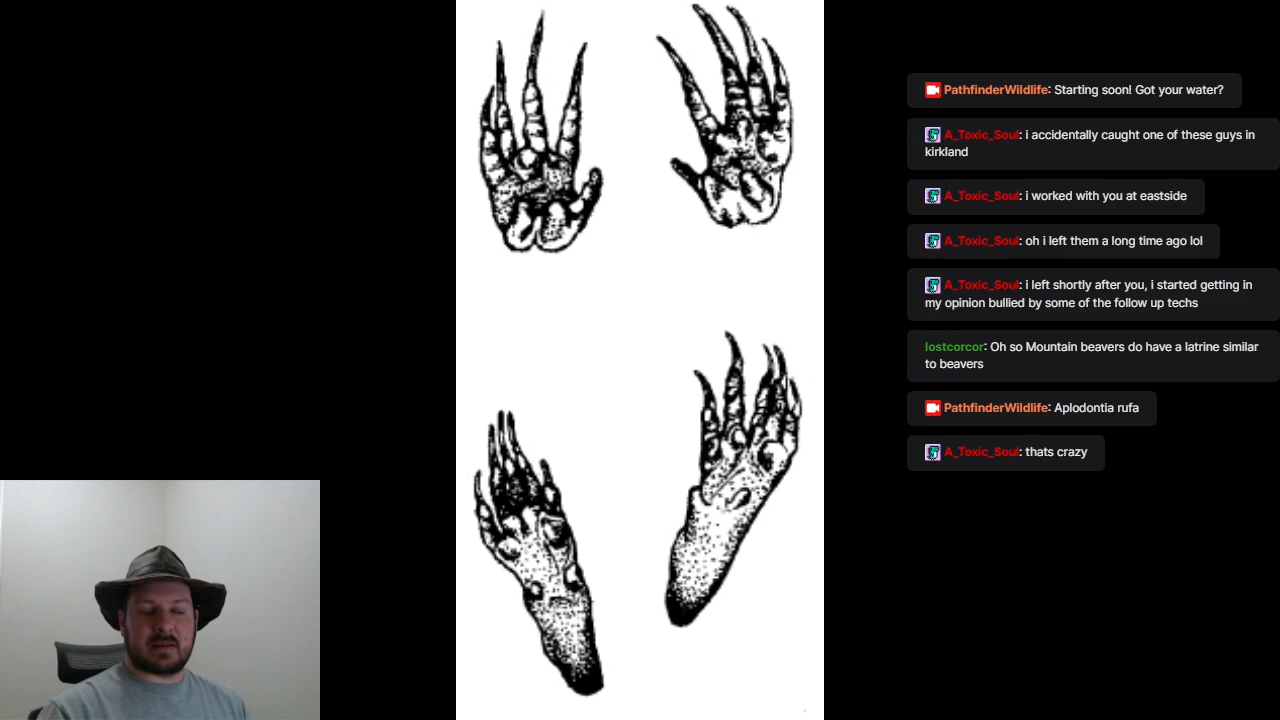 PathfinderWildlife: Starting soon! Got your water?
A_Toxic_Soul: i accidentally caught one of these guys in
kirkland
A_Toxic_Soul: i worked with you at eastside
A_Toxic_Soul: oh i left them a long time ago lol
A_Toxic_Soul: i left shortly after you, i started getting in
my opinion bullied by some of the follow up techs
lostcorcor: Oh so Mountain beavers do have a latrine similar
to beavers
PathfinderWildlife: Aplodontia rufa
A_Toxic_Soul: thats crazy